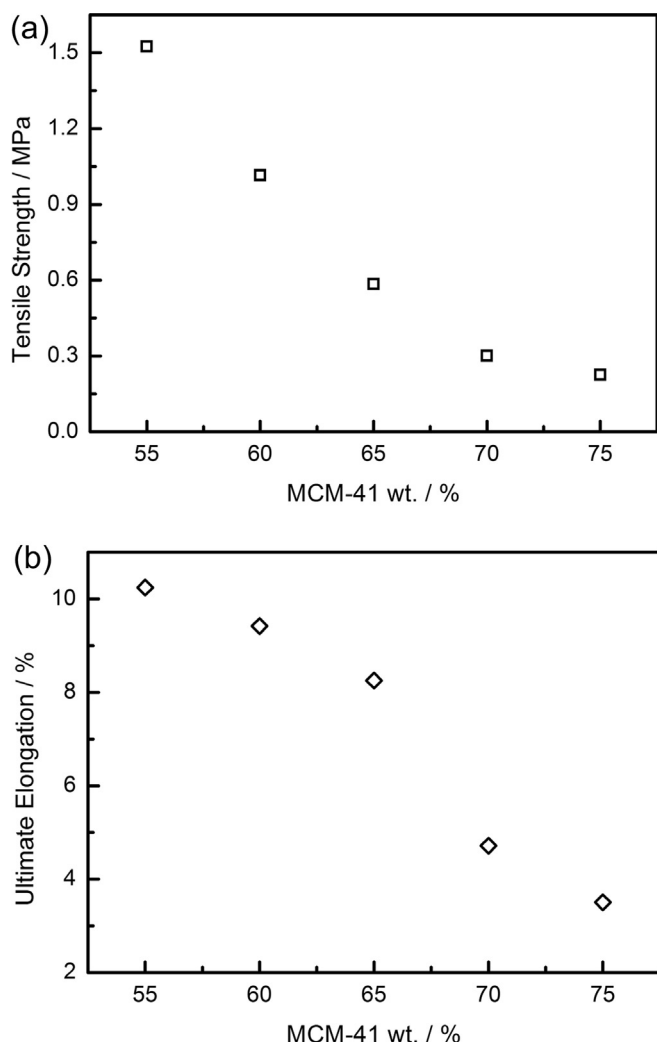 (a)
Tensile Strength / MPa
1.5
1.2
0.9
0.6
0.3
0.0
55 60 65 70 75
MCM-41 wt. / %
(b)
Ultimate Elongation / %
10
8
6
4
2
55 60 65 70 75
MCM-41 wt. / %